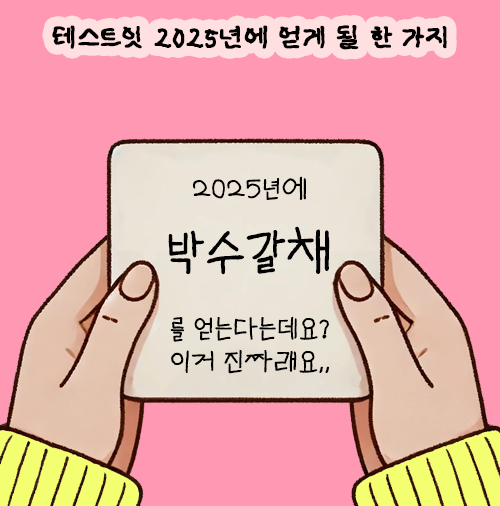 테스트잇 2025년에 얻게 될 한 가지
2025년에
박수갈채
를 얻는다는데요?
이거 진짜래요,,